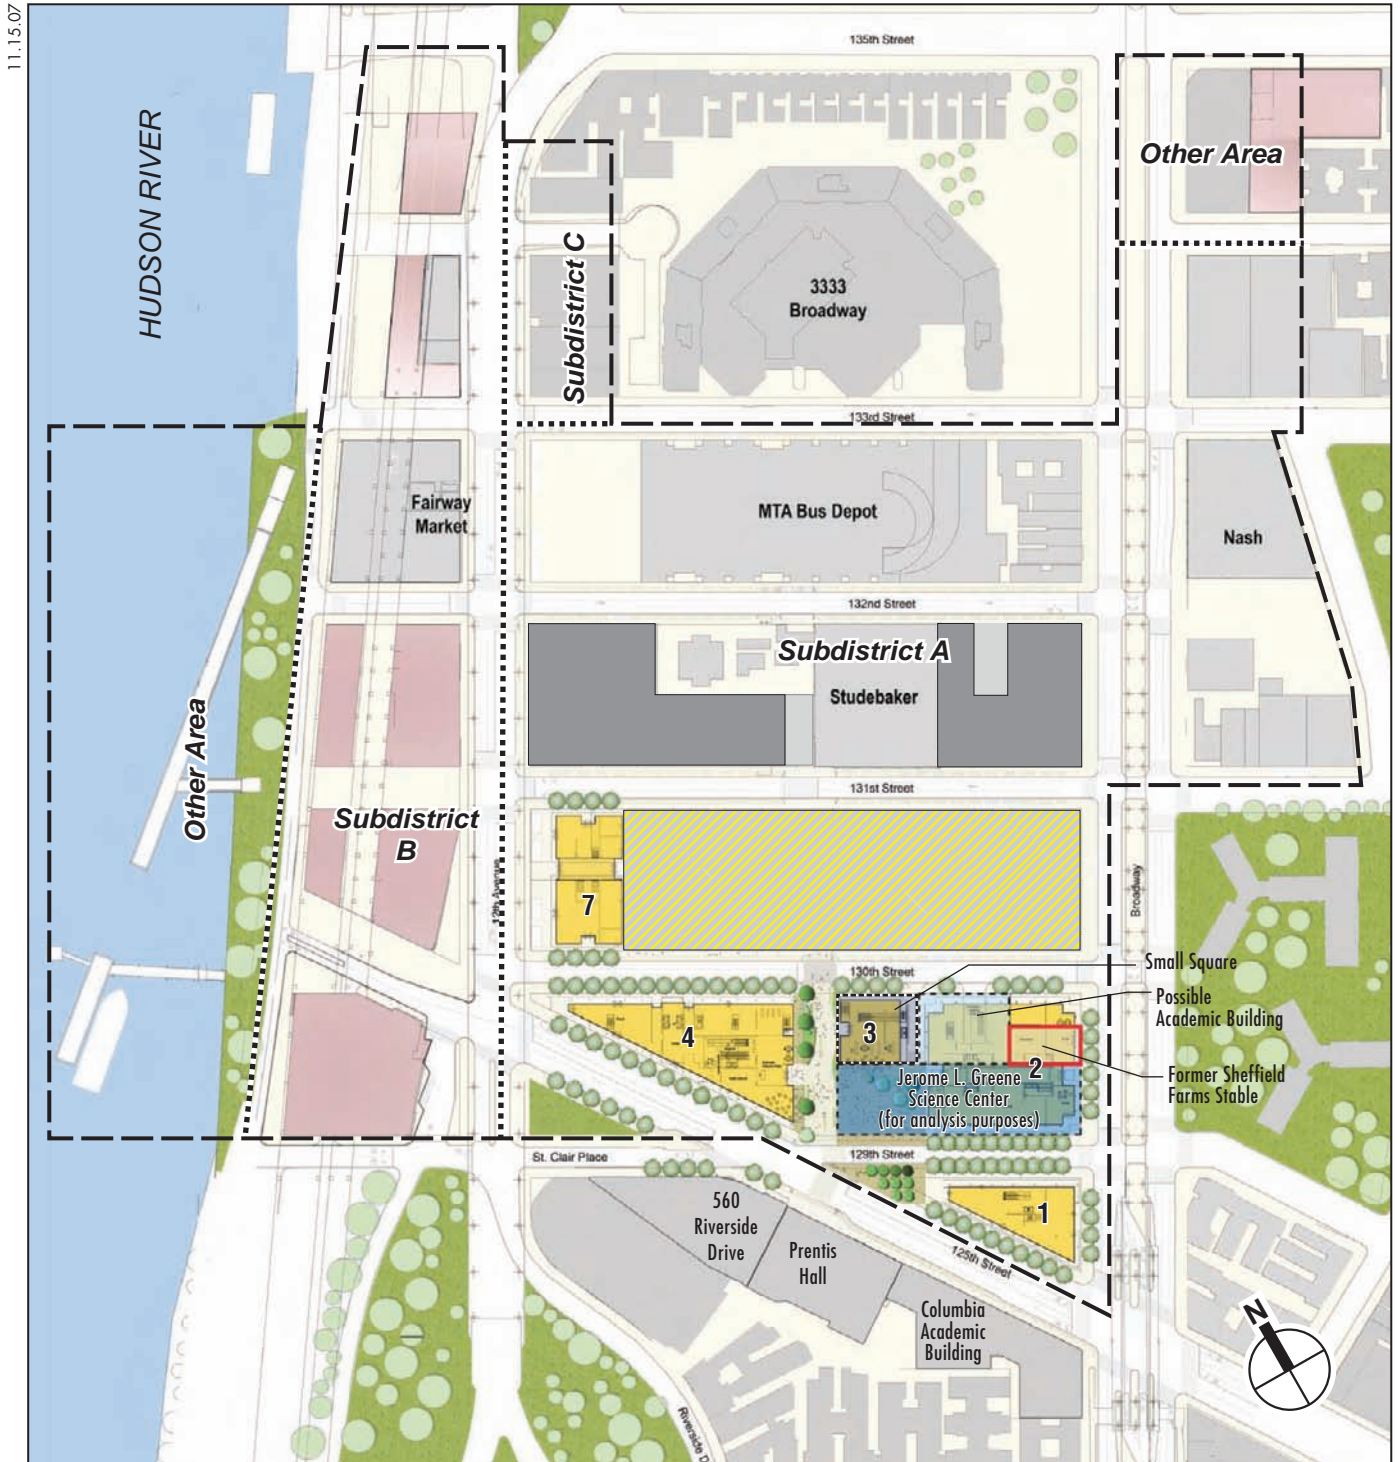 11.15.07
135th Street
HUDSON RIVER
Other Area
Subdistrict C
3333
Broadway
133rd Street
Fairway
Market
MTA Bus Depot
Nash
132nd Street
Subdistrict A
Studebaker
Other Area
131st Street
Subdistrict
B
12th Avenue
7
Broadway
130th Street
Small Square
Possible
Academic Building
4
3
2
Jerome L. Greene
Science Center
(for analysis purposes)
Former Sheffield
Farms Stable
129th Street
St. Clair Place
1
560
Riverside
Drive
Prentis
Hall
125th Street
Columbia
Academic
Building
N
Riverside D